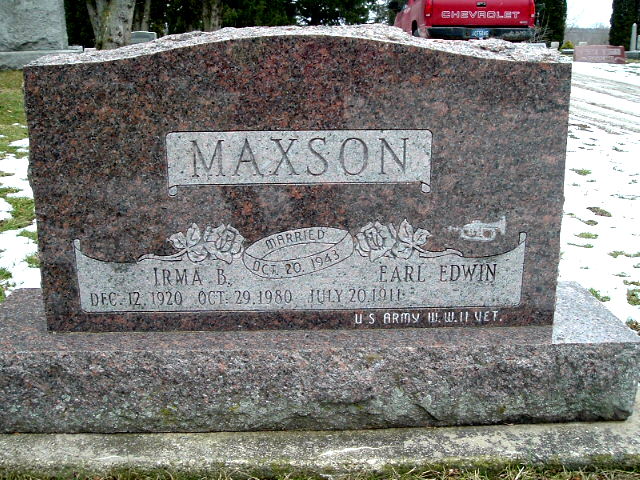 CHEVROLET
MAXSON
MARRIED
OCT. 20, 1943
IRMA B. EARL EDWIN
DEC. 12, 1920 OCT. 29, 1980 JULY 20, 1911-
U S ARMY W.W.II VET.